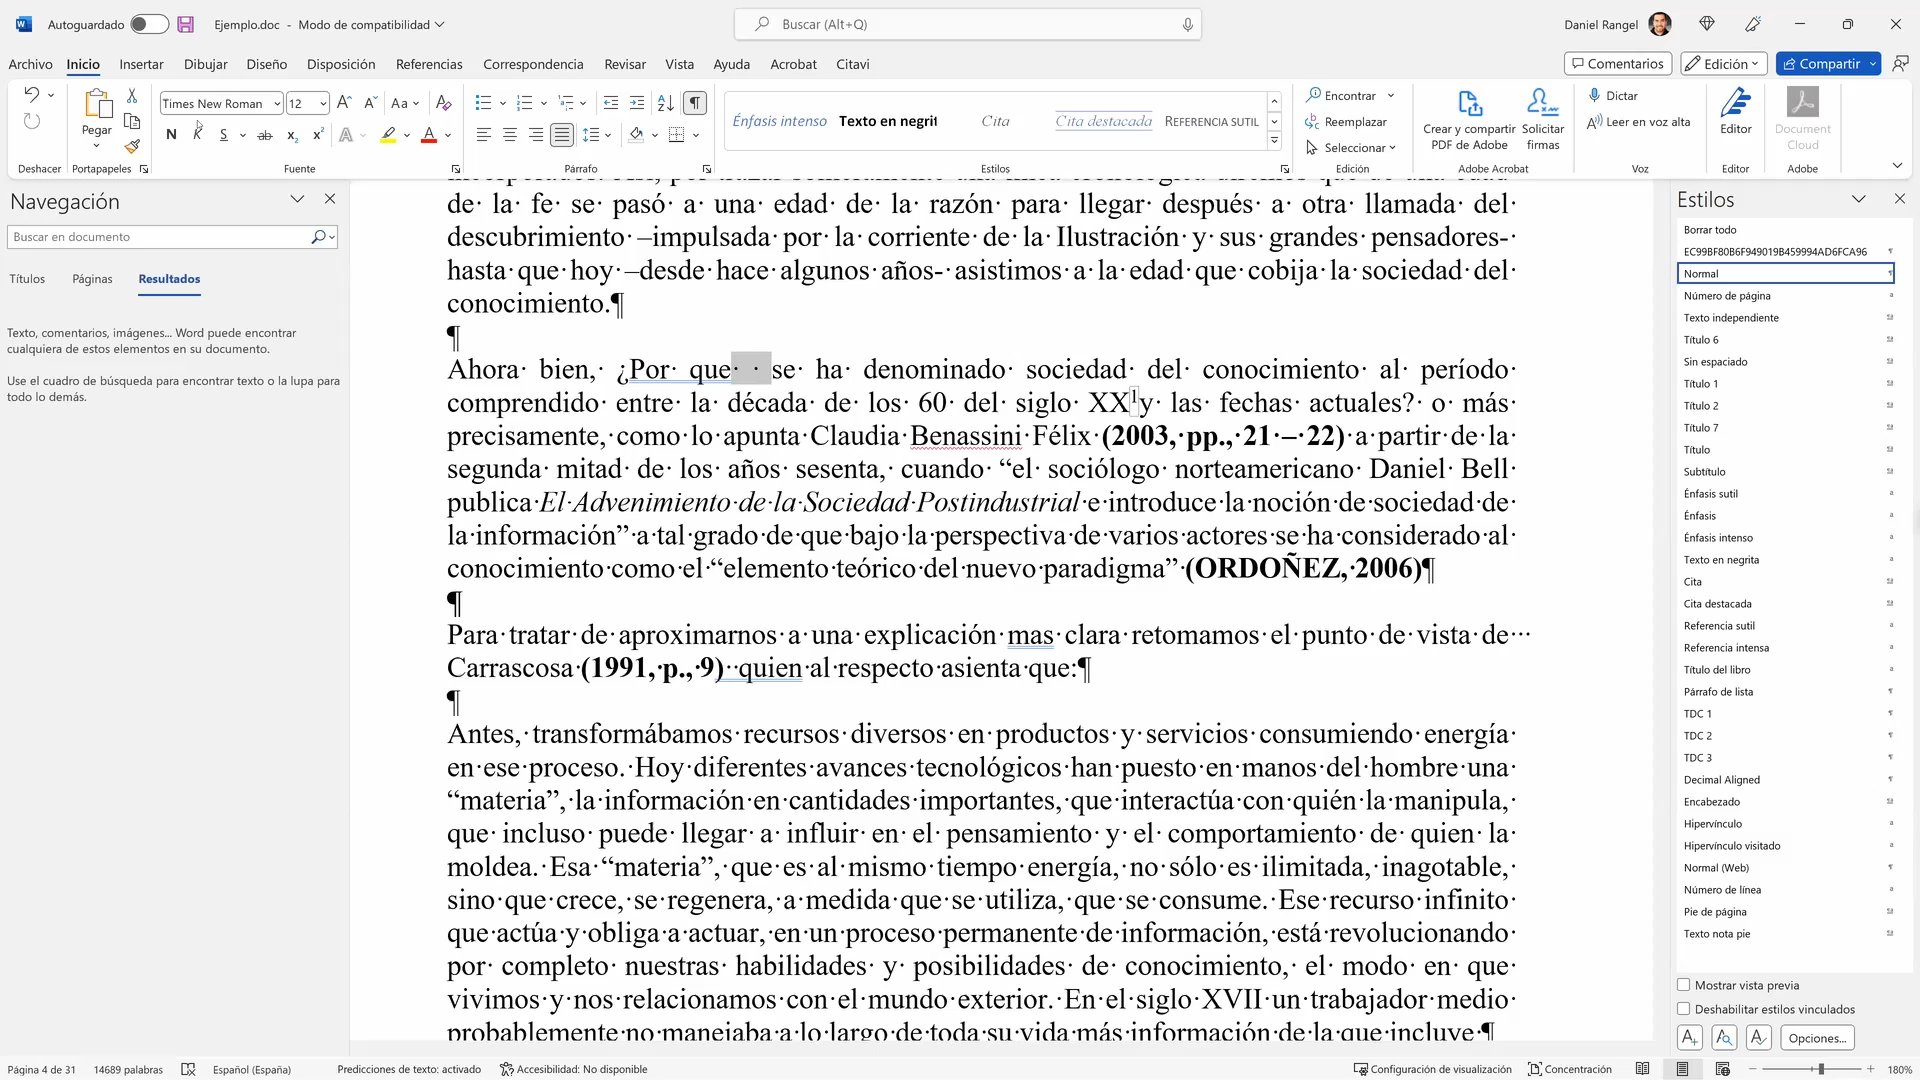 Autoguardado Ejemplo.doc - Modo de compatibilidad Buscar (Alt+Q) Daniel Rangel
Archivo Inicio Insertar Dibujar Diseño Disposición Referencias Correspondencia Revisar Vista Ayuda Acrobat Citavi Comentarios Edición Compartir
Times New Roman 12 Aa
Pegar
N K S ab x₂ x² A A
Énfasis intenso Texto en negrit Cita Cita destacada REFERENCIA SUTIL
Encontrar
Reemplazar
Seleccionar
Crear y compartir PDF de Adobe
Solicitar firmas
Dictar
Leer en voz alta
Editor
Document Cloud
Deshacer Portapapeles Fuente Párrafo Estilos Edición Adobe Acrobat Voz Editor Adobe
Navegación
Buscar en documento
Títulos Páginas Resultados
Texto, comentarios, imágenes... Word puede encontrar
cualquiera de estos elementos en su documento.
Use el cuadro de búsqueda para encontrar texto o la lupa para
todo lo demás.
de la fe se pasó a una edad de la razón para llegar después a otra llamada del
descubrimiento –impulsada por la corriente de la Ilustración y sus grandes pensadores-
hasta que hoy –desde hace algunos años- asistimos a la edad que cobija la sociedad del
conocimiento.¶
¶
Ahora bien, ¿Por que se ha denominado sociedad del conocimiento al período
comprendido entre la década de los 60 del siglo XX¹y las fechas actuales? o más
precisamente, como lo apunta Claudia Benassini Félix (2003, pp., 21 – 22) a partir de la
segunda mitad de los años sesenta, cuando “el sociólogo norteamericano Daniel Bell
publica El Advenimiento de la Sociedad Postindustrial e introduce la noción de sociedad de
la información” a tal grado de que bajo la perspectiva de varios actores se ha considerado al
conocimiento como el “elemento teórico del nuevo paradigma” (ORDOÑEZ, 2006)¶
¶
Para tratar de aproximarnos a una explicación mas clara retomamos el punto de vista de
Carrascosa (1991, p., 9) quien al respecto asienta que:¶
¶
Antes, transformábamos recursos diversos en productos y servicios consumiendo energía
en ese proceso. Hoy diferentes avances tecnológicos han puesto en manos del hombre una
“materia”, la información en cantidades importantes, que interactúa con quién la manipula,
que incluso puede llegar a influir en el pensamiento y el comportamiento de quien la
moldea. Esa “materia”, que es al mismo tiempo energía, no sólo es ilimitada, inagotable,
sino que crece, se regenera, a medida que se utiliza, que se consume. Ese recurso infinito
que actúa y obliga a actuar, en un proceso permanente de información, está revolucionando
por completo nuestras habilidades y posibilidades de conocimiento, el modo en que
vivimos y nos relacionamos con el mundo exterior. En el siglo XVII un trabajador medio
probablemente no manejaba a lo largo de toda su vida más información de la que incluye ¶
Estilos
Borrar todo
EC99BF80B6F949019B459994AD6FCA96
Normal
Número de página
Texto independiente
Título 6
Sin espaciado
Título 1
Título 2
Título 7
Título
Subtítulo
Énfasis sutil
Énfasis
Énfasis intenso
Texto en negrita
Cita
Cita destacada
Referencia sutil
Referencia intensa
Título del libro
Párrafo de lista
TDC 1
TDC 2
TDC 3
Decimal Aligned
Encabezado
Hipervínculo
Hipervínculo visitado
Normal (Web)
Número de línea
Pie de página
Texto nota pie
Mostrar vista previa
Deshabilitar estilos vinculados
Opciones...
Página 4 de 31 14689 palabras Español (España) Predicciones de texto: activado Accesibilidad: No disponible Configuración de visualización Concentración 180%